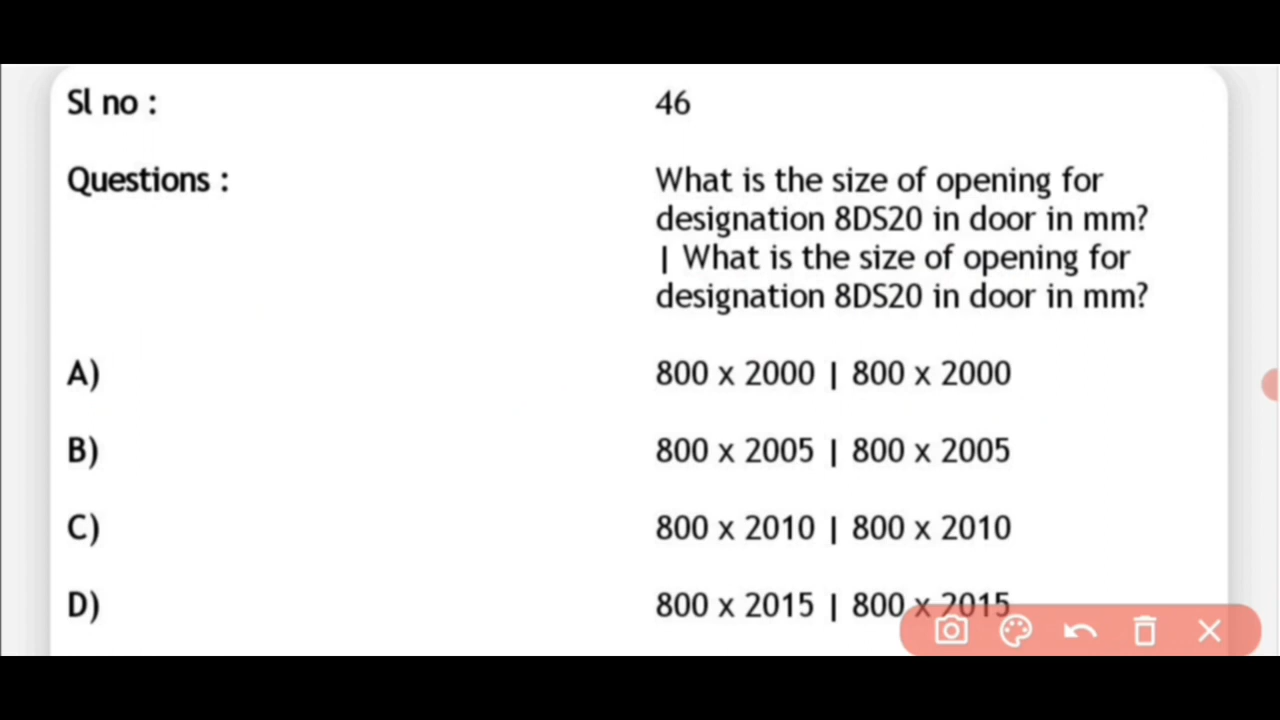 Sl no : 46
Questions : What is the size of opening for
designation 8DS20 in door in mm?
| What is the size of opening for
designation 8DS20 in door in mm?
A) 800 x 2000 | 800 x 2000
B) 800 x 2005 | 800 x 2005
C) 800 x 2010 | 800 x 2010
D) 800 x 2015 | 800 x 2015